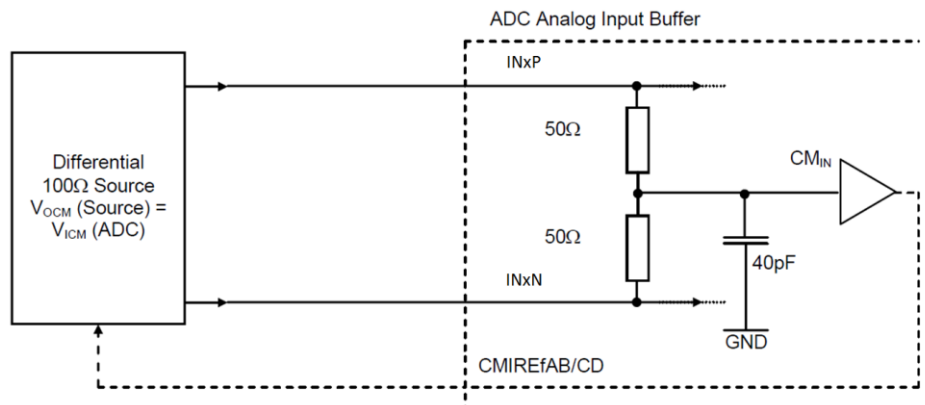 ADC Analog Input Buffer
INxP
50Ω
Differential
100Ω Source
VOCM (Source) =
VICM (ADC)
CMIN
50Ω
40pF
INxN
GND
CMIREfAB/CD